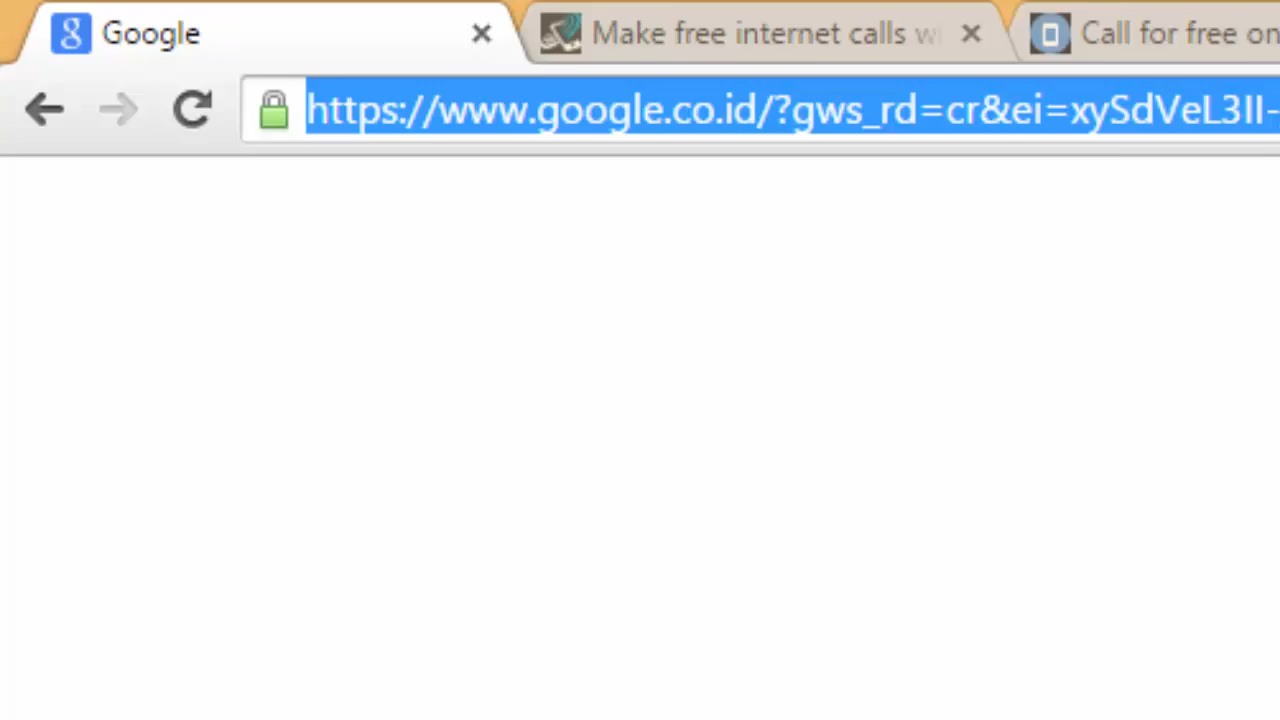 Google
Make free internet calls
Call for free on
https://www.google.co.id/?gws_rd=cr&ei=xySdVeL3II-